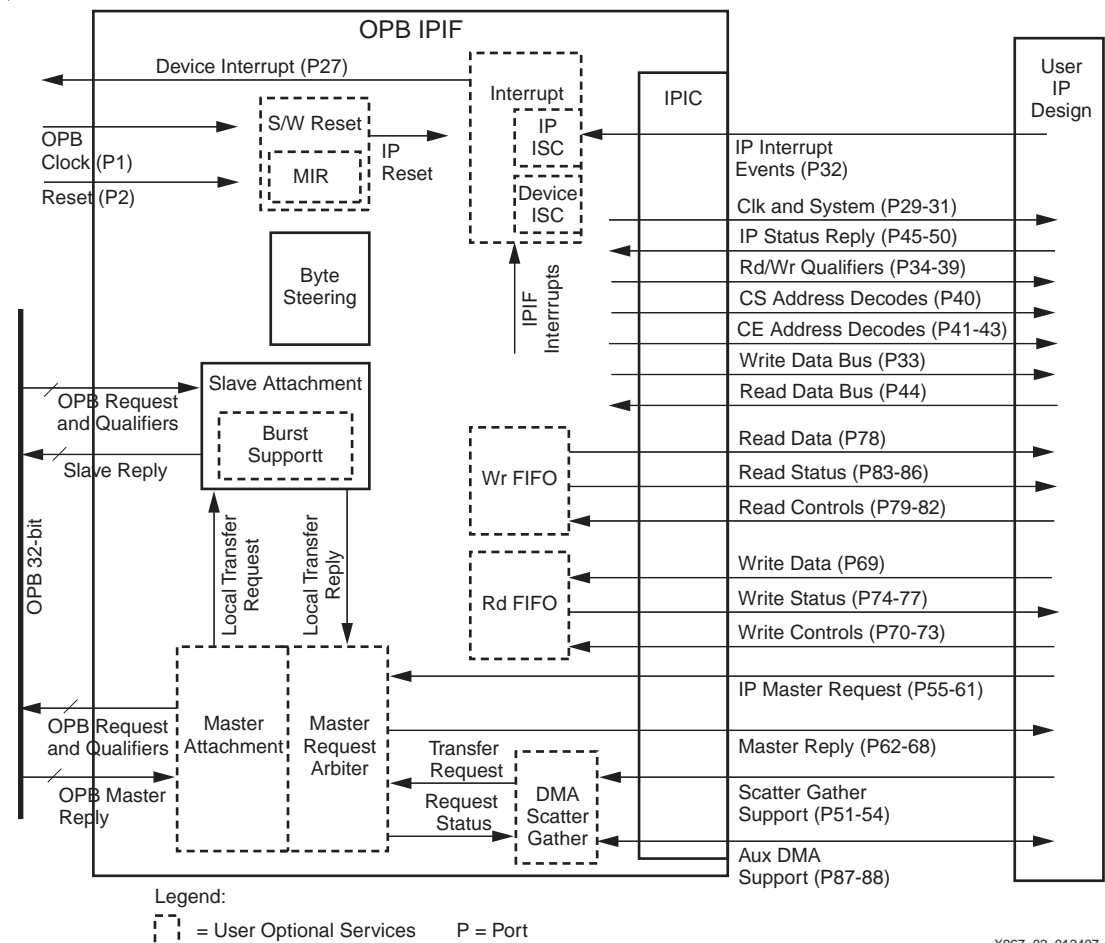 OPB IPIF
Device Interrupt (P27)
S/W Reset
MIR
OPB
Clock (P1)
Reset (P2)
IP
Reset
Interrupt
IP
ISC
Device
ISC
IPIF
Interrrupts
IPIC
User
IP
Design
IP Interrupt
Events (P32)
Clk and System (P29-31)
IP Status Reply (P45-50)
Rd/Wr Qualifiers (P34-39)
CS Address Decodes (P40)
CE Address Decodes (P41-43)
Write Data Bus (P33)
Read Data Bus (P44)
Byte
Steering
Slave Attachment
Burst
Supportt
OPB Request
and Qualifiers
Slave Reply
OPB 32-bit
Local Transfer
Request
Local Transfer
Reply
Wr FIFO
Read Data (P78)
Read Status (P83-86)
Read Controls (P79-82)
Rd FIFO
Write Data (P69)
Write Status (P74-77)
Write Controls (P70-73)
IP Master Request (P55-61)
Master Reply (P62-68)
OPB Request
and Qualifiers
OPB Master
Reply
Master
Attachment
Master
Request
Arbiter
Transfer
Request
Request
Status
DMA
Scatter
Gather
Scatter Gather
Support (P51-54)
Aux DMA
Support (P87-88)
Legend:
= User Optional Services P = Port